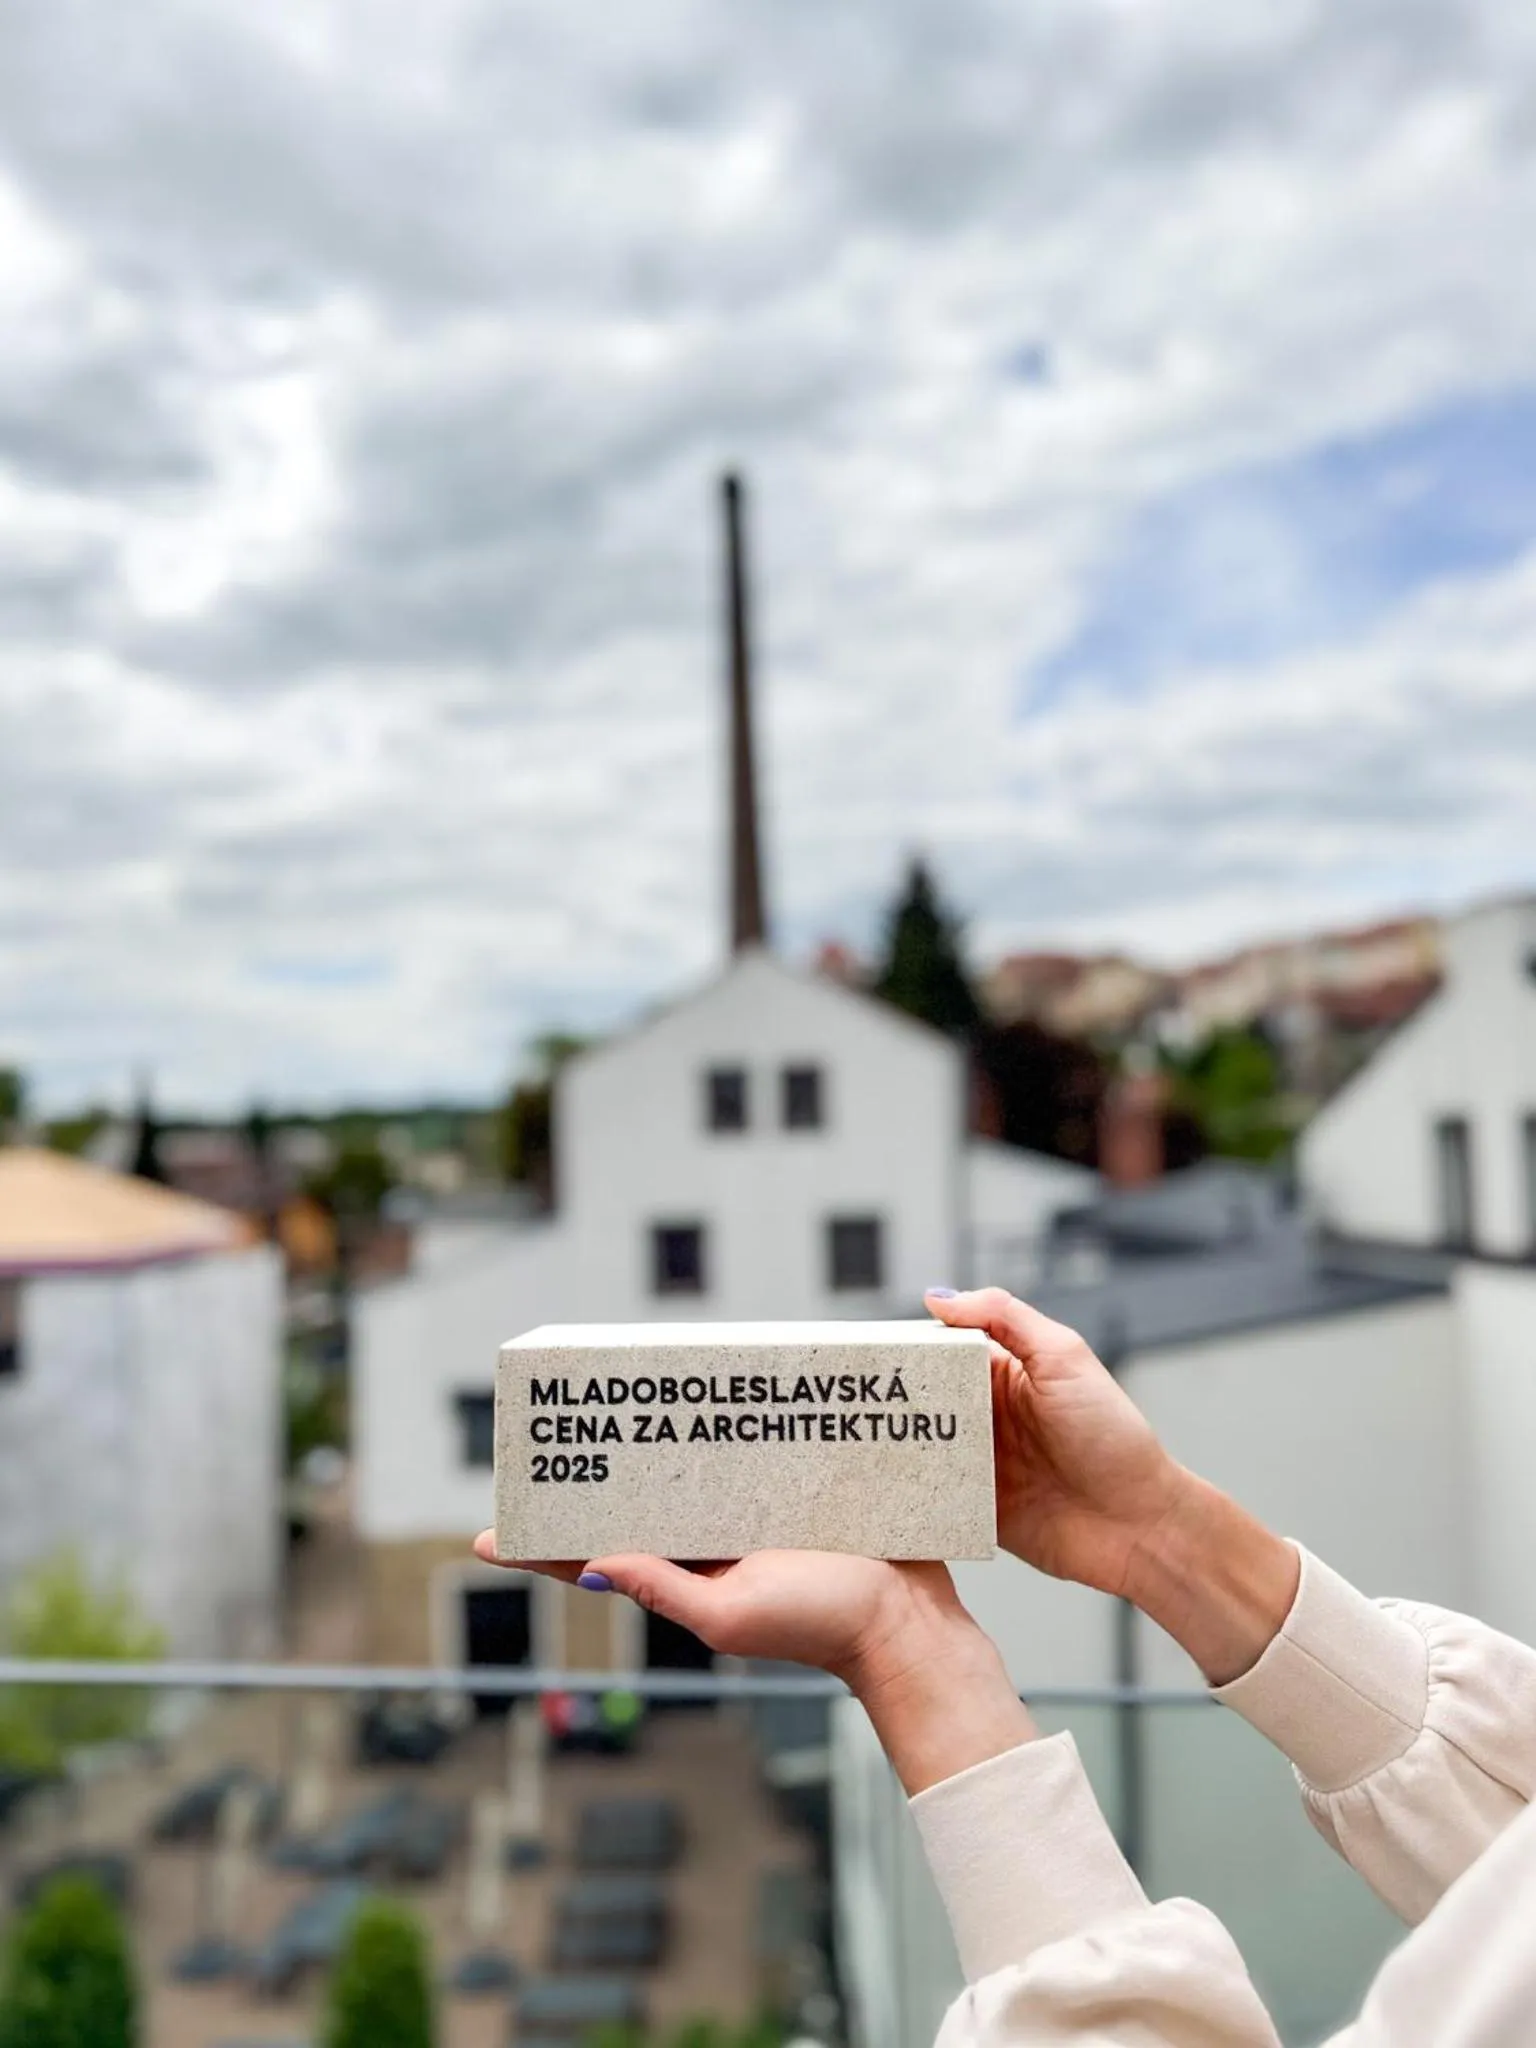 MLADOBOLESLAVSKÁ
CENA ZA ARCHITEKTURU
2025